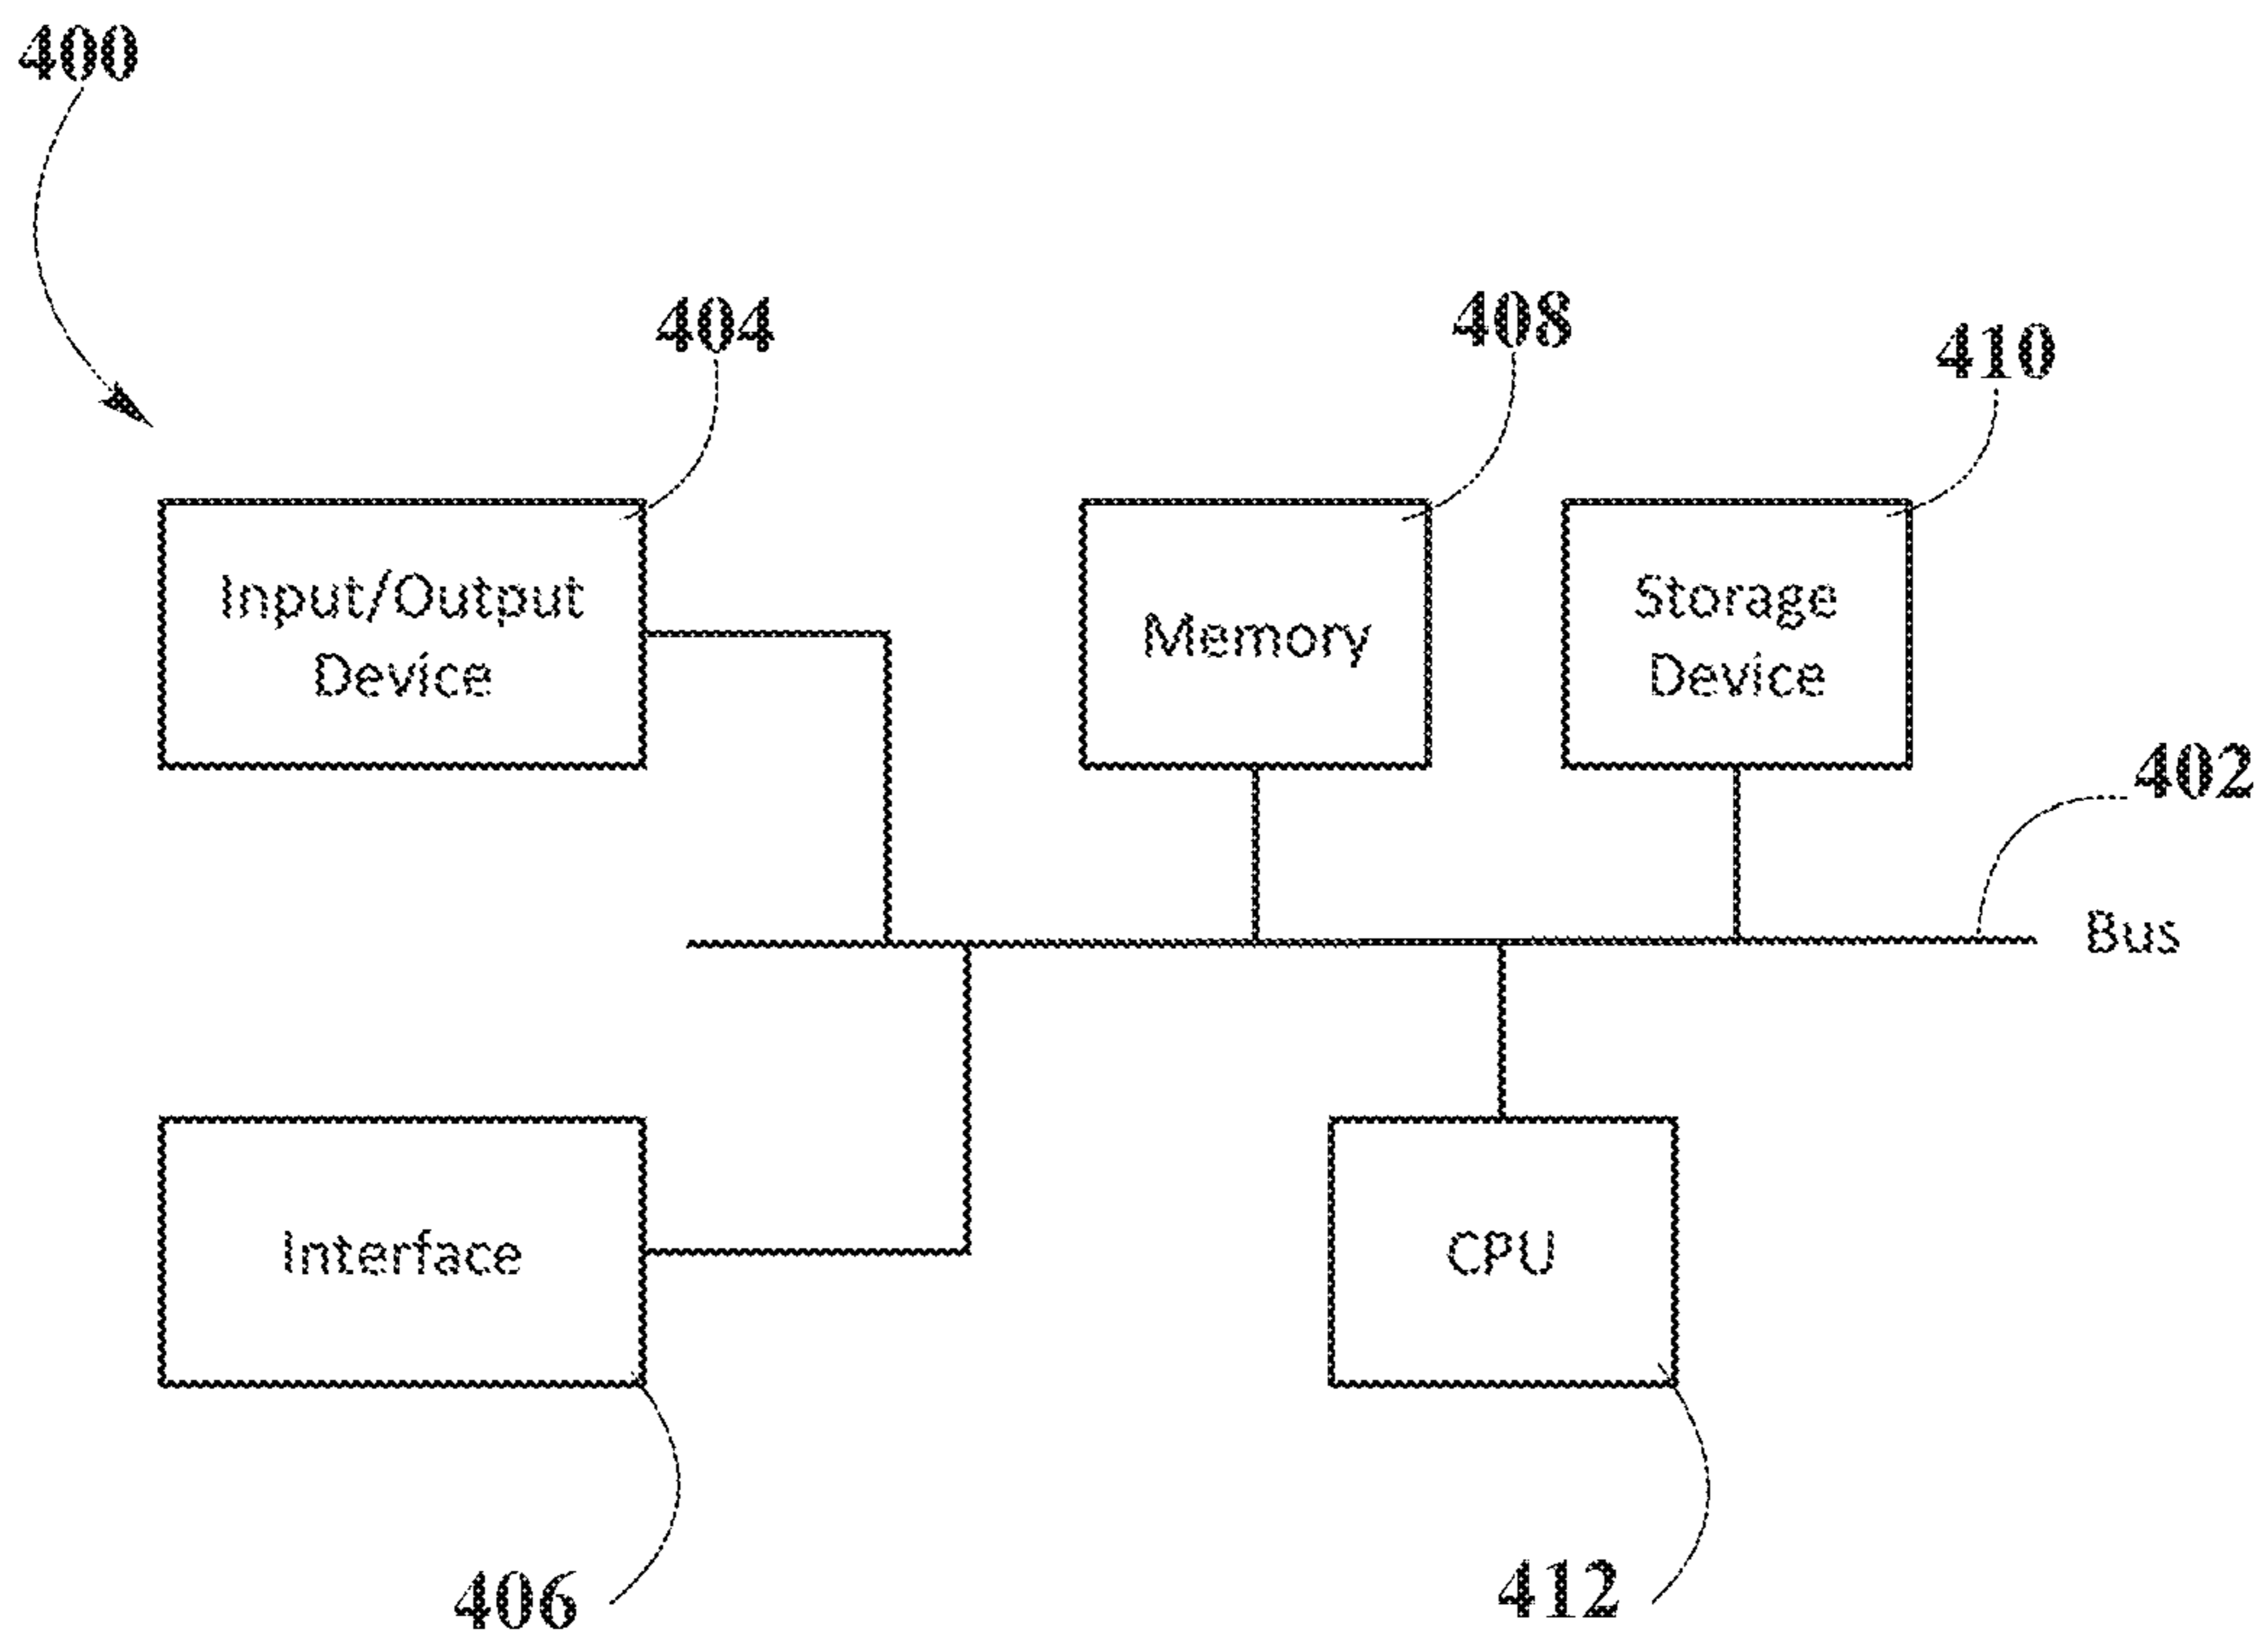 400
404
408
410
Input/Output
Device
Memory
Storage
Device
402
Bus
Interface
CPU
406
412